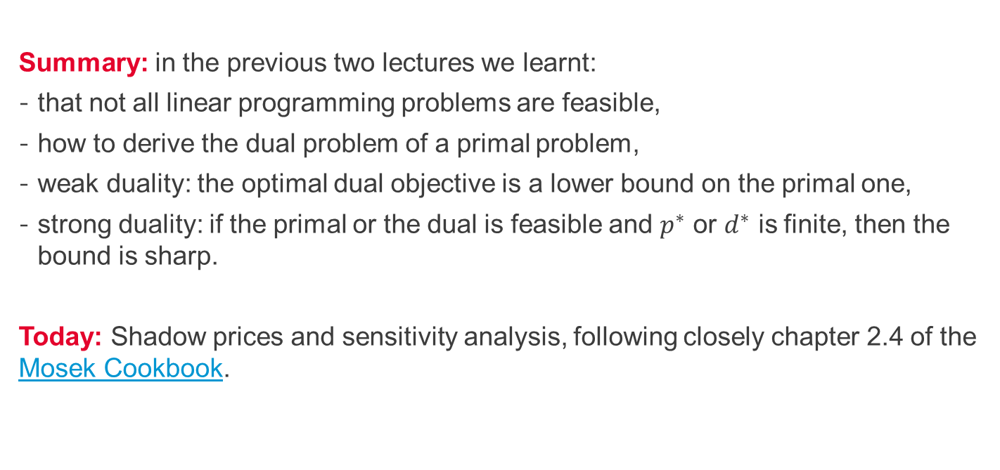 Summary: in the previous two lectures we learnt:
- that not all linear programming problems are feasible,
- how to derive the dual problem of a primal problem,
- weak duality: the optimal dual objective is a lower bound on the primal one,
- strong duality: if the primal or the dual is feasible and 𝑝* or 𝑑* is finite, then the
bound is sharp.
Today: Shadow prices and sensitivity analysis, following closely chapter 2.4 of the
Mosek Cookbook.